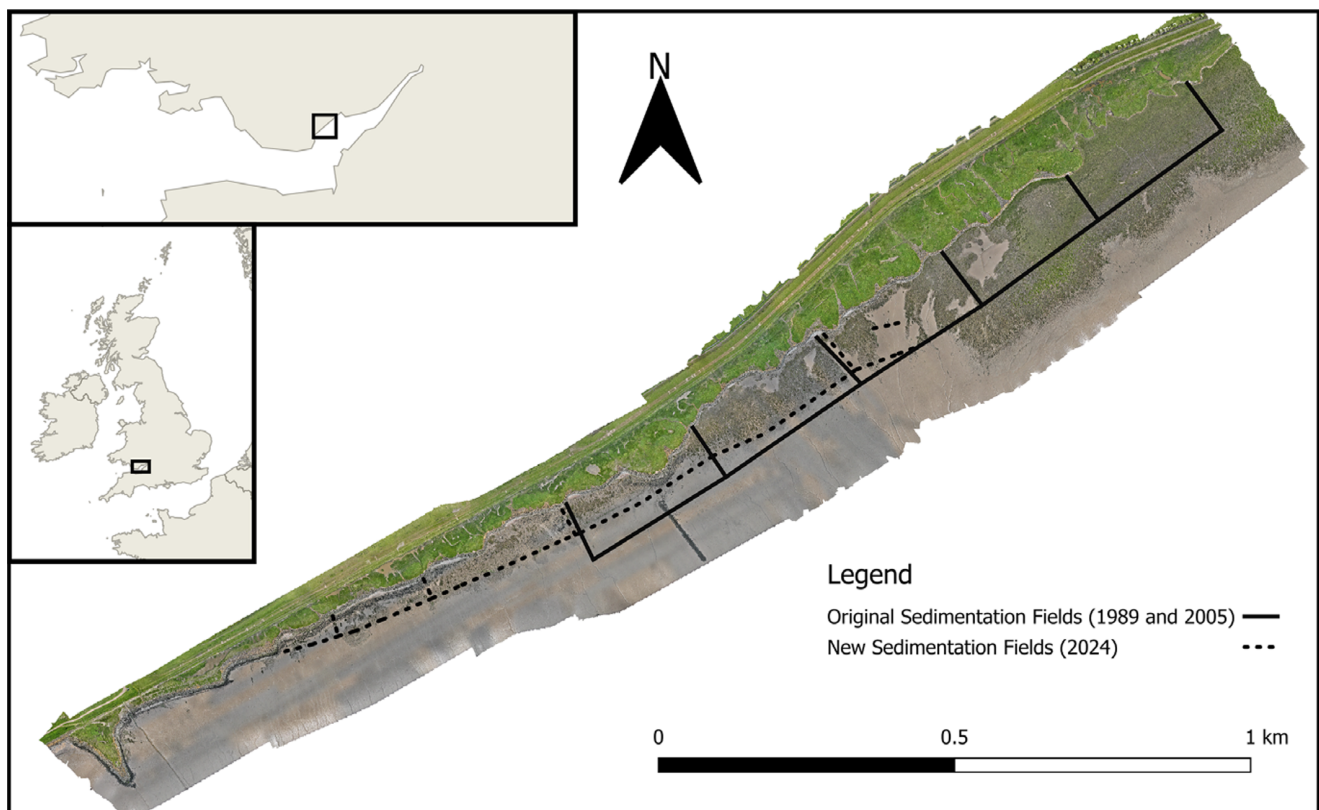 N
Legend
Original Sedimentation Fields (1989 and 2005)
New Sedimentation Fields (2024)
0 0.5 1 km